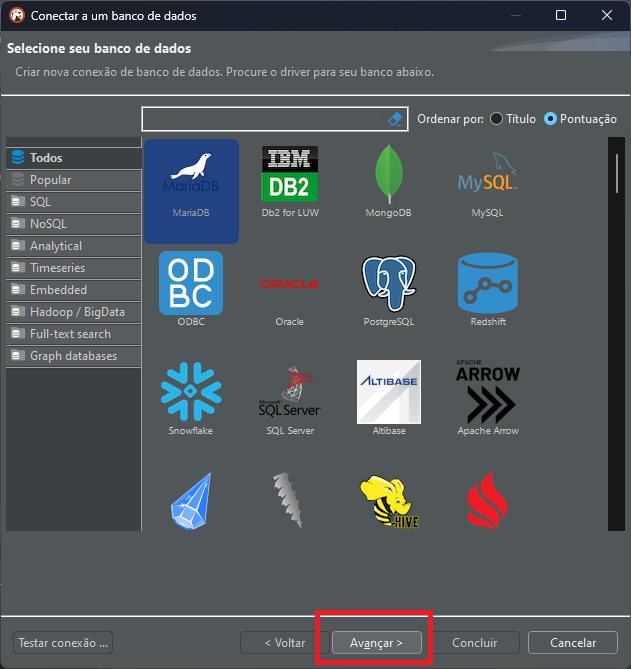 Conectar a um banco de dados
Selecione seu banco de dados
Criar nova conexão de banco de dados. Procure o driver para seu banco abaixo.
Ordenar por: Título Pontuação
Todos
Popular
SQL
NoSQL
Analytical
Timeseries
Embedded
Hadoop / BigData
Full-text search
Graph databases
MariaDB
MariaDB
IBM
DB2
Db2 for LUW
MongoDB
MySQL
MySQL
OD
BC
ODBC
ORACLE
Oracle
PostgreSQL
Redshift
Snowflake
Microsoft
SQL Server
SQL Server
ALTIBASE
Altibase
APACHE
ARROW
Apache Arrow
HIVE
Testar conexão ...
< Voltar
Avançar >
Concluir
Cancelar